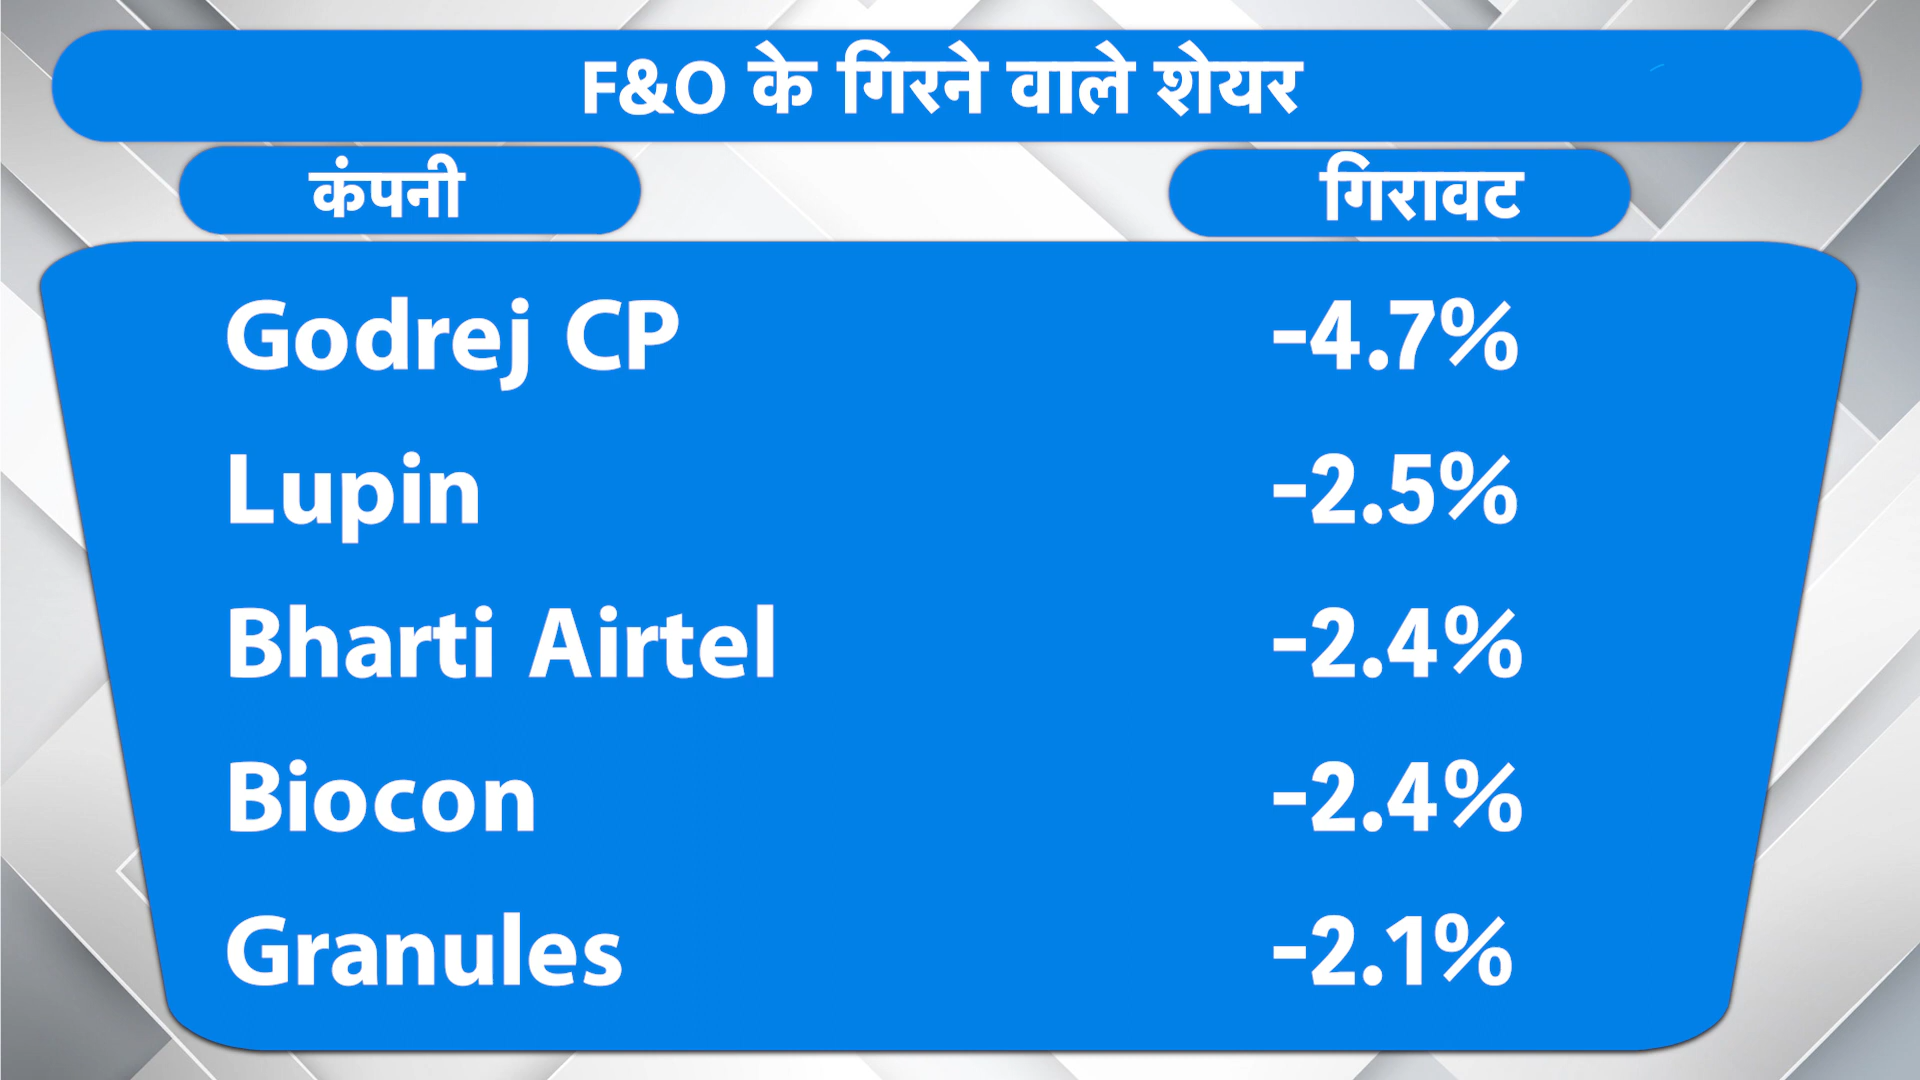 F&O के गिरने वाले शेयर
कंपनी गिरावट
Godrej CP -4.7%
Lupin -2.5%
Bharti Airtel -2.4%
Biocon -2.4%
Granules -2.1%